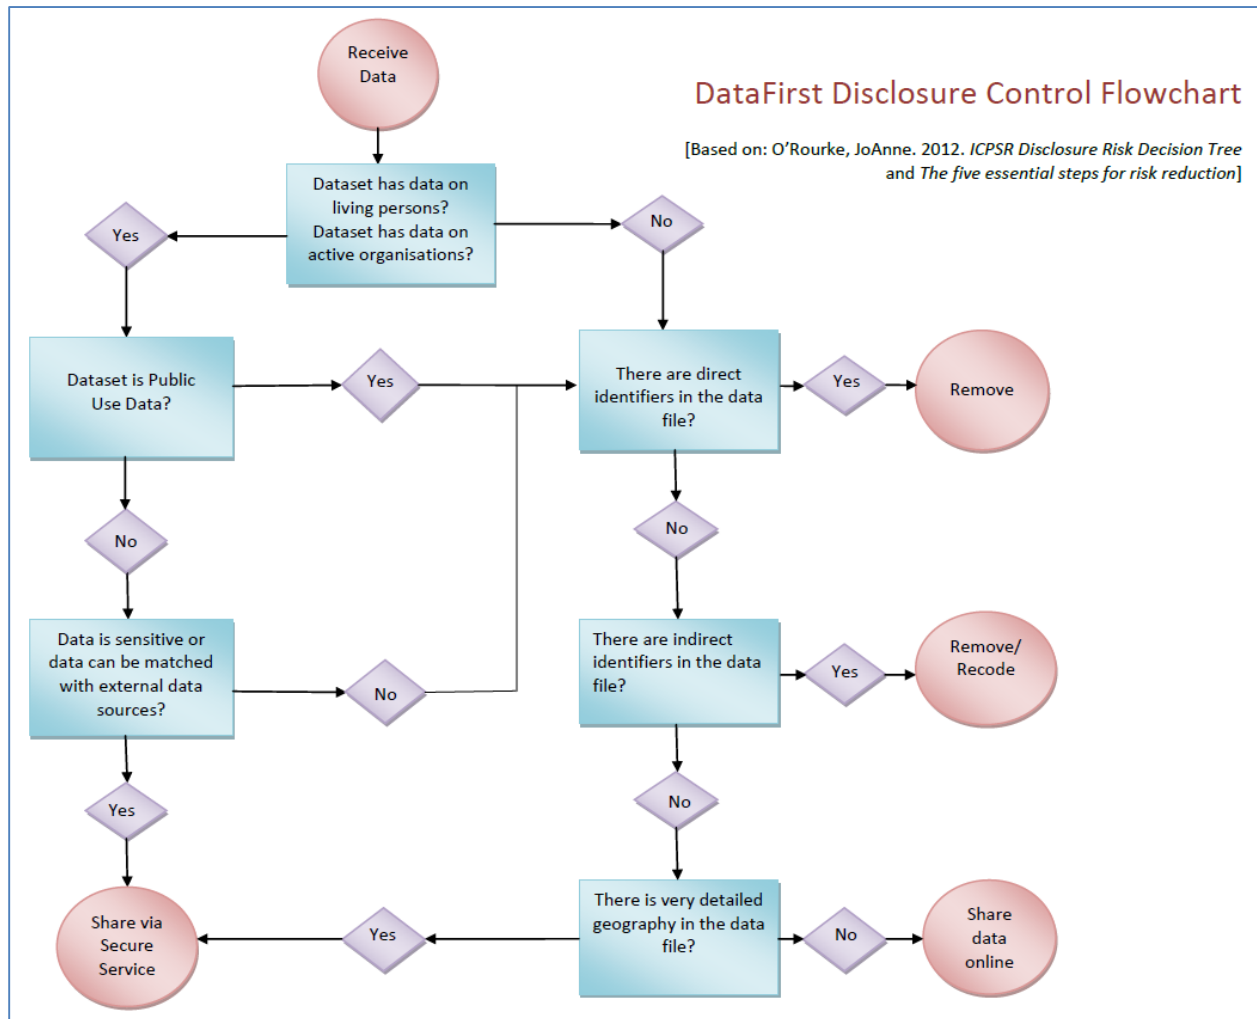 Receive
Data
DataFirst Disclosure Control Flowchart
[Based on: O’Rourke, JoAnne. 2012. ICPSR Disclosure Risk Decision Tree
and The five essential steps for risk reduction]
Dataset has data on
living persons?
Dataset has data on
active organisations?
Yes
No
Dataset is Public
Use Data?
Yes
There are direct
identifiers in the data
file?
Yes
Remove
No
No
Data is sensitive or
data can be matched
with external data
sources?
No
There are indirect
identifiers in the data
file?
Yes
Remove/
Recode
Yes
No
Share via
Secure
Service
Yes
There is very detailed
geography in the data
file?
No
Share
data
online